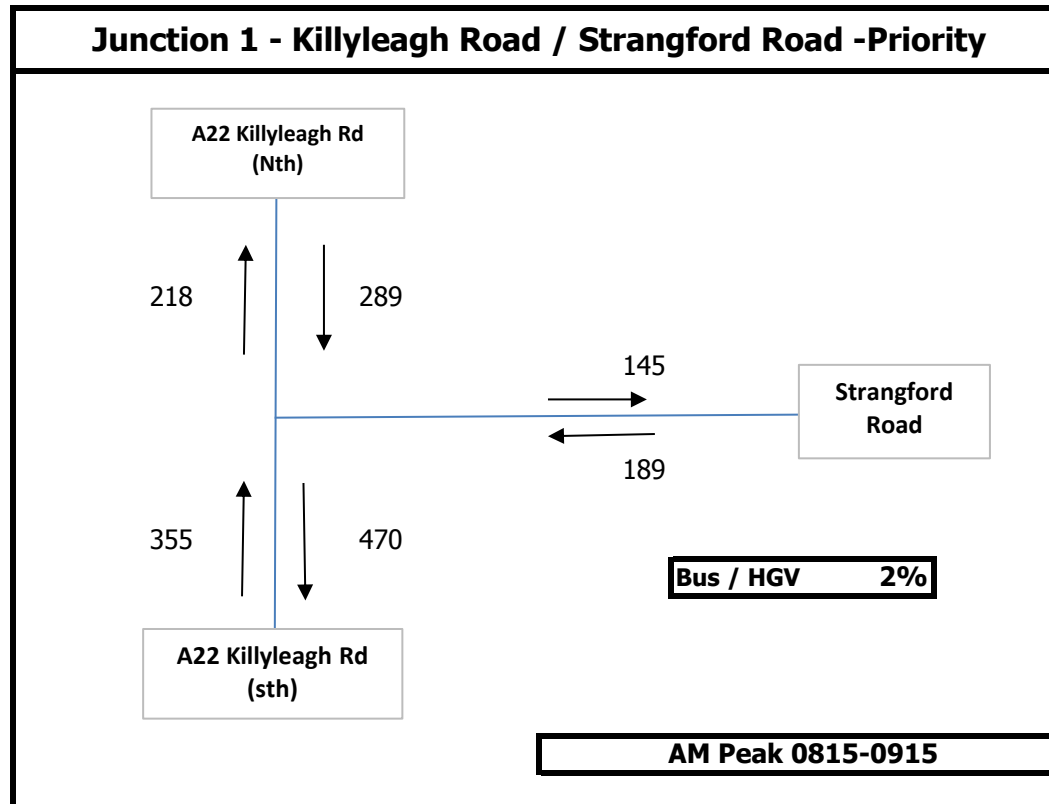 Junction 1 - Killyleagh Road / Strangford Road -Priority
A22 Killyleagh Rd
(Nth)
218
289
145
Strangford
Road
189
355
470
Bus / HGV 2%
A22 Killyleagh Rd
(sth)
AM Peak 0815-0915